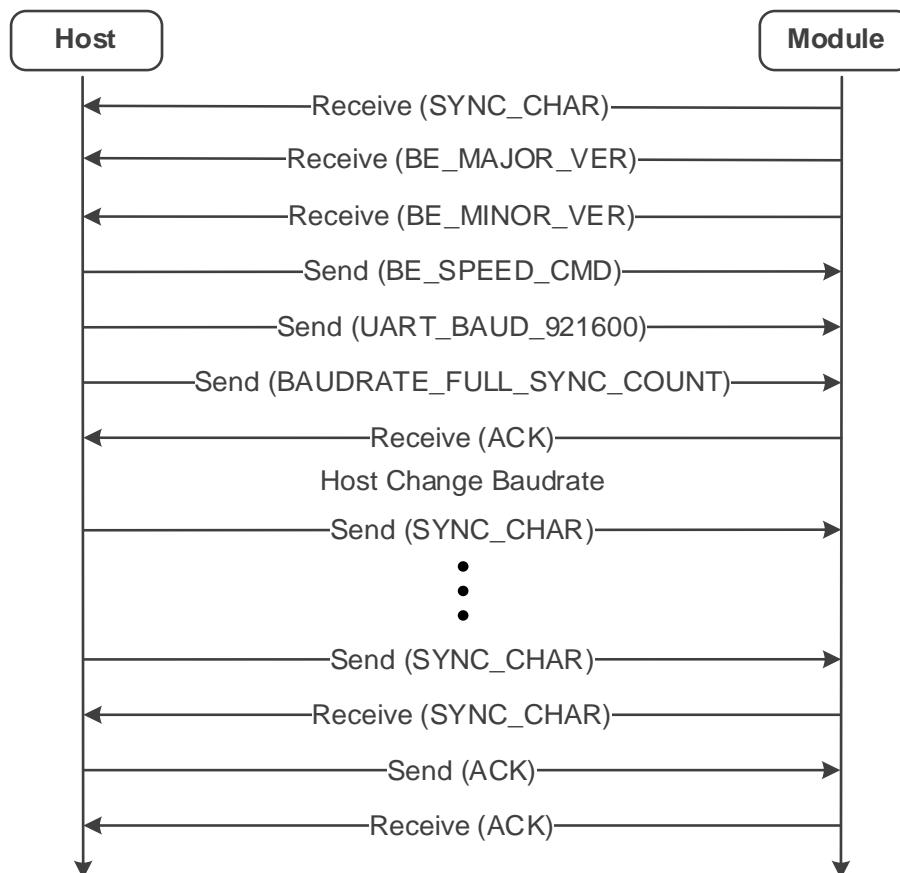 Host
Module
Receive (SYNC_CHAR)
Receive (BE_MAJOR_VER)
Receive (BE_MINOR_VER)
Send (BE_SPEED_CMD)
Send (UART_BAUD_921600)
Send (BAUDRATE_FULL_SYNC_COUNT)
Receive (ACK)
Host Change Baudrate
Send (SYNC_CHAR)
Send (SYNC_CHAR)
Receive (SYNC_CHAR)
Send (ACK)
Receive (ACK)